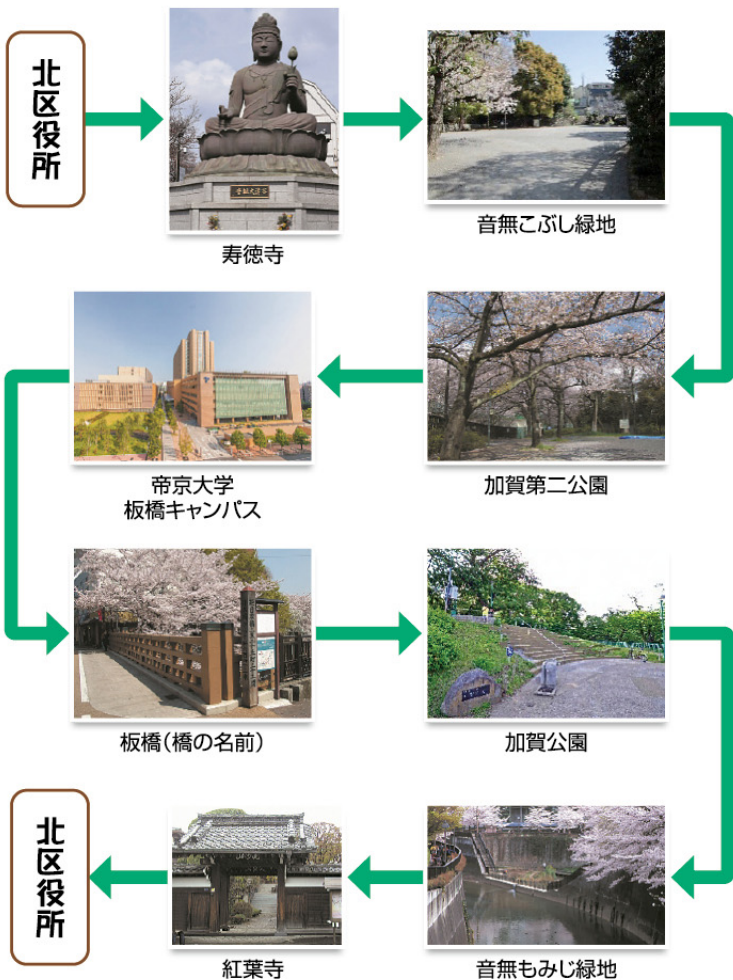 北区役所
寿徳寺
音無こぶし緑地
加賀第二公園
帝京大学
板橋キャンパス
板橋(橋の名前)
加賀公園
音無もみじ緑地
紅葉寺
北区役所